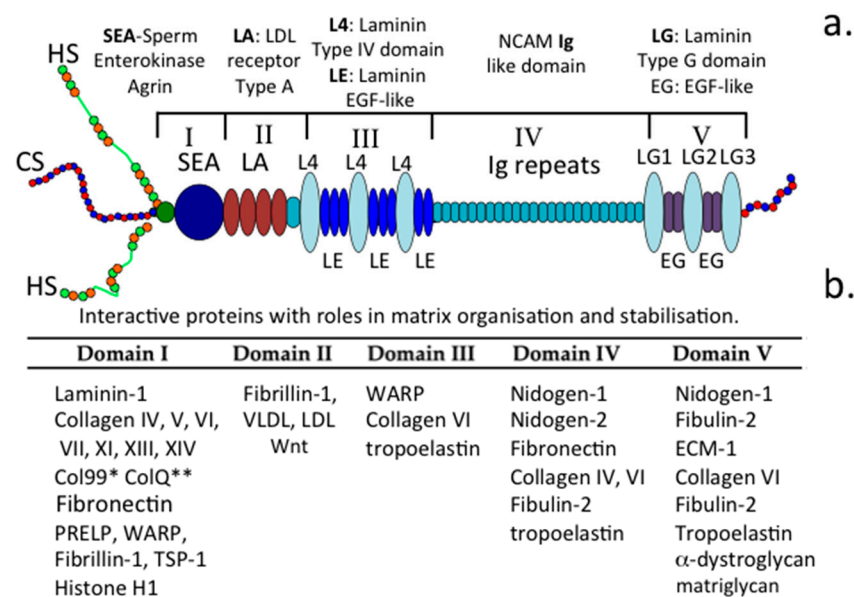 a.
SEA-Sperm
Enterokinase
Agrin
LA: LDL
receptor
Type A
L4: Laminin
Type IV domain
LE: Laminin
EGF-like
NCAM Ig
like domain
LG: Laminin
Type G domain
EG: EGF-like
HS
CS
HS
I
II
III
IV
V
SEA
LA
L4
L4
L4
Ig repeats
LG1
LG2
LG3
LE
LE
LE
EG
EG
b.
Interactive proteins with roles in matrix organisation and stabilisation.
Domain I
Domain II
Domain III
Domain IV
Domain V
Laminin-1
Collagen IV, V, VI,
VII, XI, XIII, XIV
Col99* ColQ**
Fibronectin
PRELP, WARP,
Fibrillin-1, TSP-1
Histone H1
Fibrillin-1,
VLDL, LDL
Wnt
WARP
Collagen VI
tropoelastin
Nidogen-1
Nidogen-2
Fibronectin
Collagen IV, VI
Fibulin-2
tropoelastin
Nidogen-1
Fibulin-2
ECM-1
Collagen VI
Fibulin-2
Tropoelastin
α-dystroglycan
matriglycan